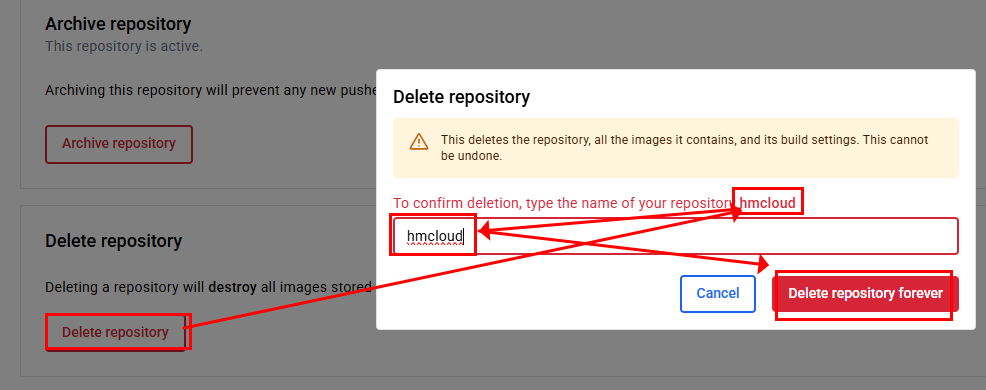 Archive repository
This repository is active.
Archiving this repository will prevent any new pushe
Archive repository
Delete repository
Deleting a repository will destroy all images stored
Delete repository
Delete repository
This deletes the repository, all the images it contains, and its build settings. This cannot
be undone.
To confirm deletion, type the name of your repository hmcloud
hmcloud
Cancel
Delete repository forever